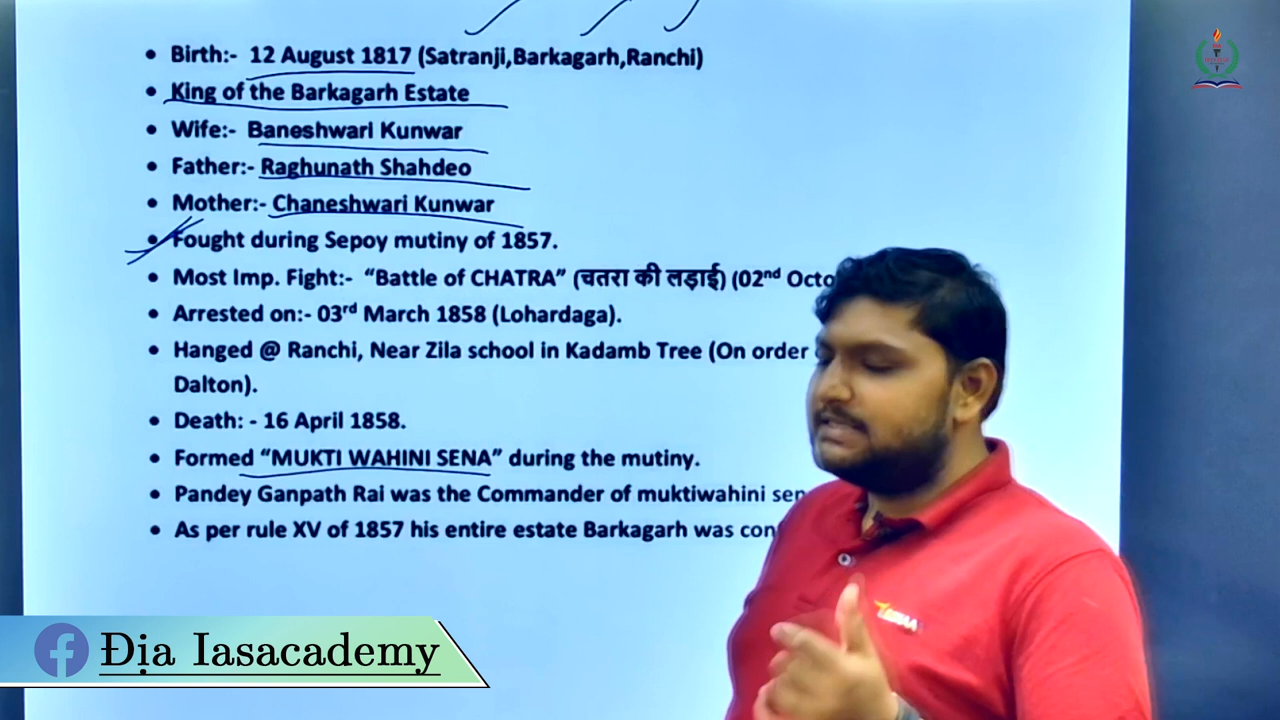 • Birth:- 12 August 1817 (Satranji,Barkagarh,Ranchi)
• King of the Barkagarh Estate
• Wife:- Baneshwari Kunwar
• Father:- Raghunath Shahdeo
• Mother:- Chaneshwari Kunwar
• Fought during Sepoy mutiny of 1857.
• Most Imp. Fight:- “Battle of CHATRA” (चतरा की लड़ाई) (02nd Octo
• Arrested on:- 03rd March 1858 (Lohardaga).
• Hanged @ Ranchi, Near Zila school in Kadamb Tree (On order
Dalton).
• Death: - 16 April 1858.
• Formed “MUKTI WAHINI SENA” during the mutiny.
• Pandey Ganpath Rai was the Commander of muktiwahini sen
• As per rule XV of 1857 his entire estate Barkagarh was con
Dia Iasacademy